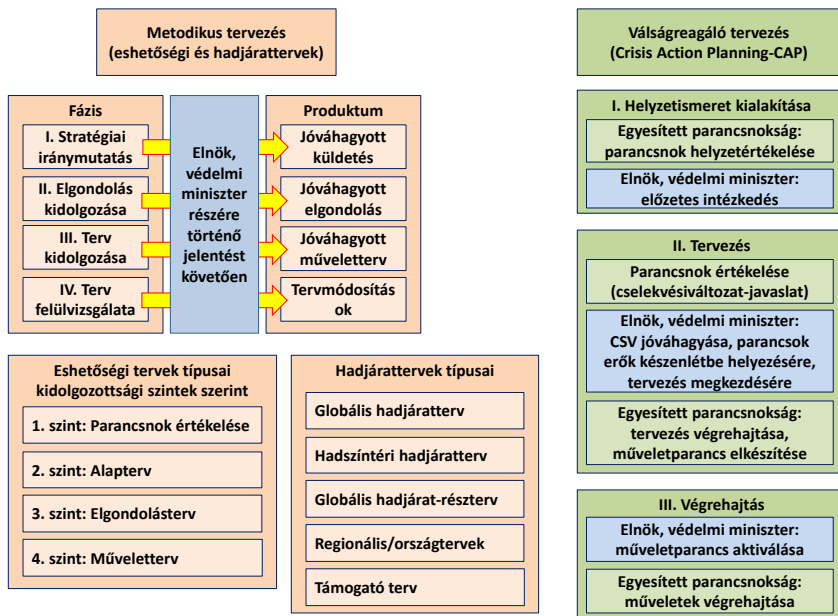 Metodikus tervezés
(eshetőségi és hadjárattervek)
Fázis
I. Stratégiai
iránymutatás
II. Elgondolás
kidolgozása
III. Terv
kidolgozása
IV. Terv
felülvizsgálata
Elnök,
védelmi
miniszter
részére
történő
jelentést
követően
Produktum
Jóváhagyott
küldetés
Jóváhagyott
elgondolás
Jóváhagyott
műveletterv
Tervmódosítás
ok
Eshetőségi tervek típusai
kidolgozottsági szintek szerint
1. szint: Parancsnok értékelése
2. szint: Alapterv
3. szint: Elgondolásterv
4. szint: Műveletterv
Hadjárattervek típusai
Globális hadjáratterv
Hadszíntéri hadjáratterv
Globális hadjárat-részterv
Regionális/országtervek
Támogató terv
Válságreagáló tervezés
(Crisis Action Planning-CAP)
I. Helyzetismeret kialakítása
Egyesített parancsnokság:
parancsnok helyzetértékelése
Elnök, védelmi miniszter:
előzetes intézkedés
II. Tervezés
Parancsnok értékelése
(cselekvésiváltozat-javaslat)
Elnök, védelmi miniszter:
CSV jóváhagyása, parancsok
erők készenlétbe helyezésére,
tervezés megkezdésére
Egyesített parancsnokság:
tervezés végrehajtása,
műveletparancs elkészítése
III. Végrehajtás
Elnök, védelmi miniszter:
műveletparancs aktiválása
Egyesített parancsnokság:
műveletek végrehajtása